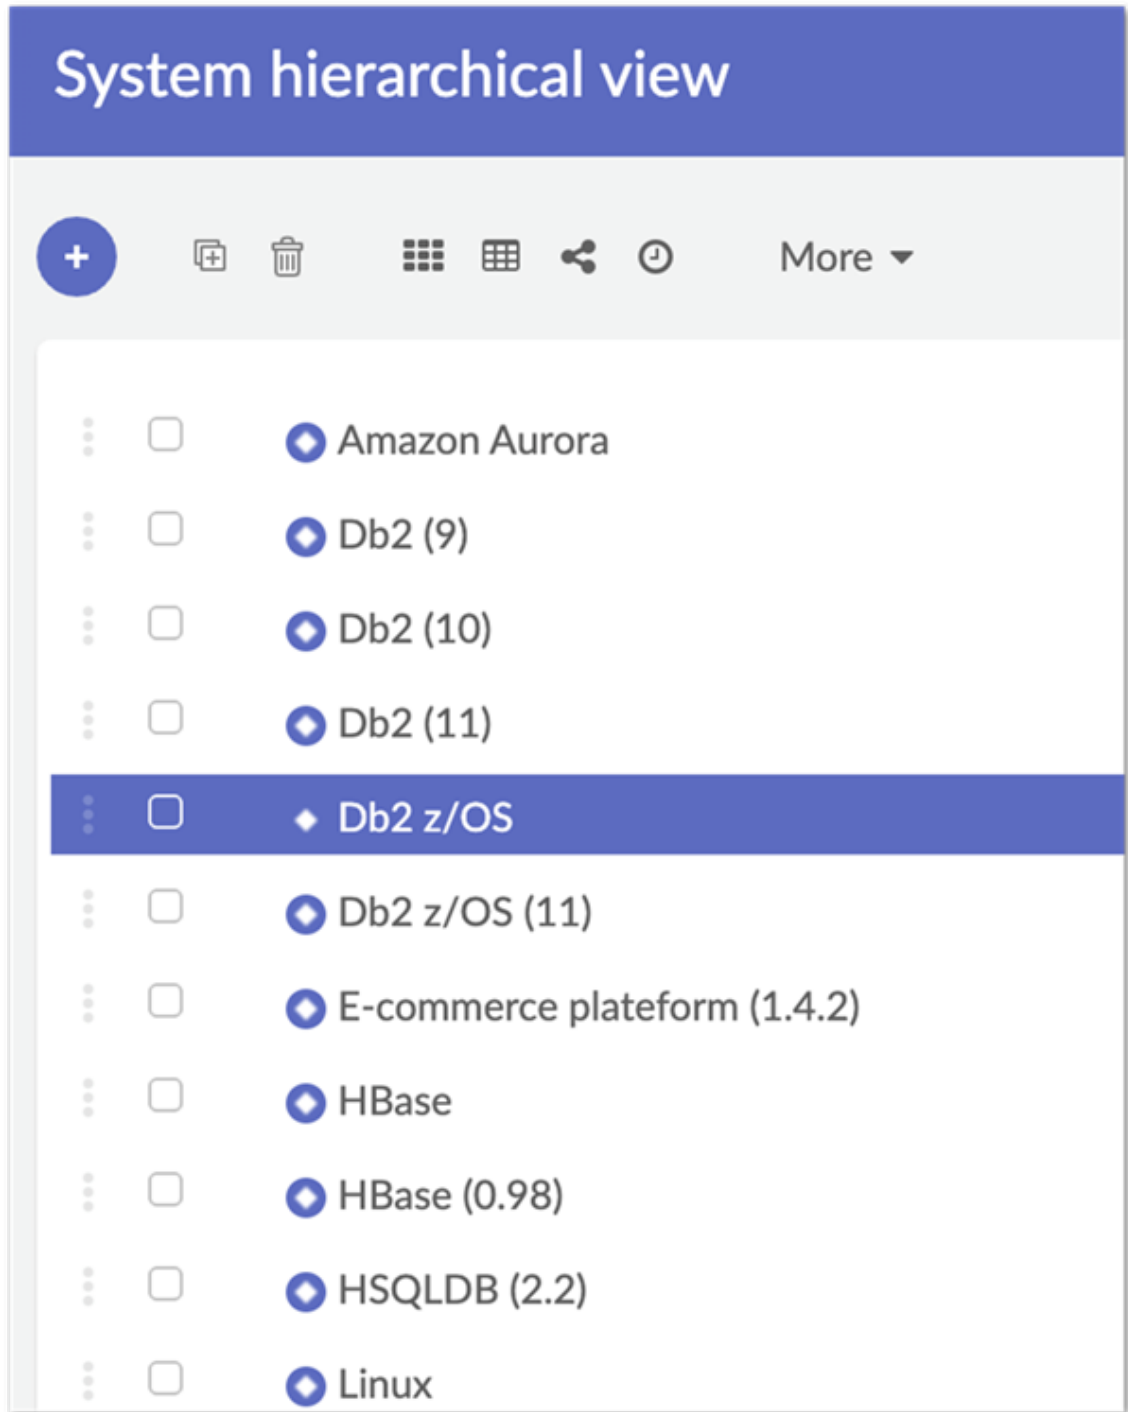 System hierarchical view
More
Amazon Aurora
Db2 (9)
Db2 (10)
Db2 (11)
Db2 z/OS
Db2 z/OS (11)
E-commerce plateform (1.4.2)
HBase
HBase (0.98)
HSQLDB (2.2)
Linux